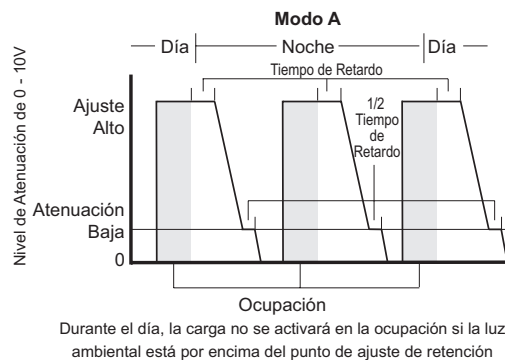 Modo A
Día
Noche
Día
Tiempo de Retardo
Nivel de Atenuación de 0 - 10V
Ajuste
Alto
1/2
Tiempo
de
Retardo
Atenuación
Baja
0
Ocupación
Durante el día, la carga no se activará en la ocupación si la luz
ambiental está por encima del punto de ajuste de retención